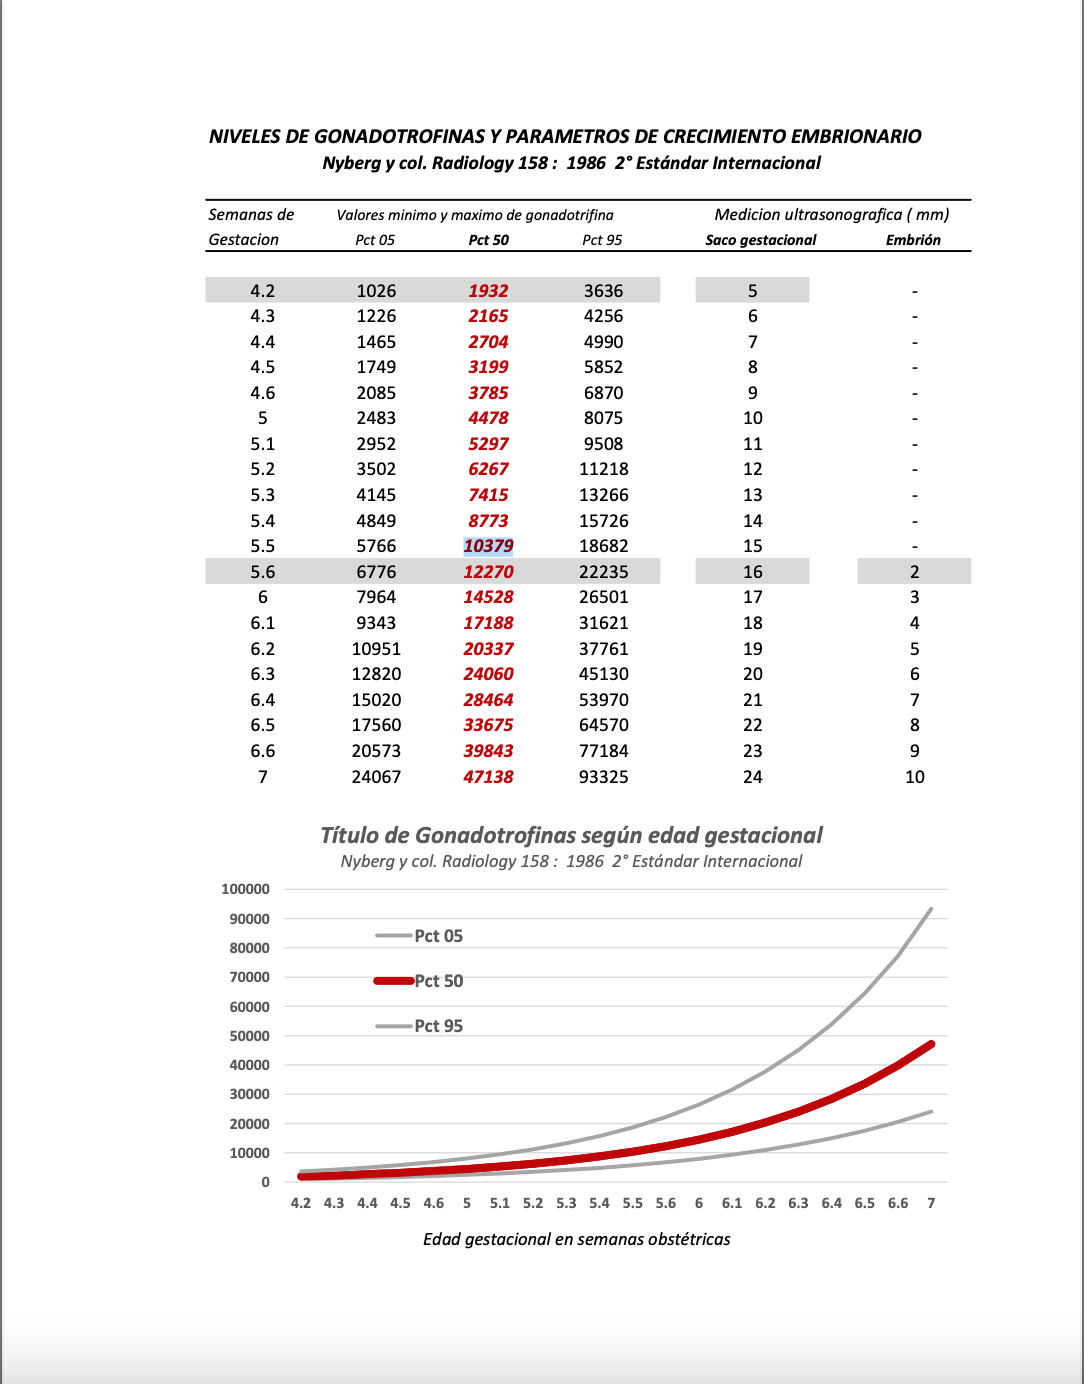 NIVELES DE GONADOTROFINAS Y PARAMETROS DE CRECIMIENTO EMBRIONARIO
Nyberg y col. Radiology 158 : 1986 2° Estándar Internacional
Semanas de Valores minimo y maximo de gonadotrifina Medicion ultrasonografica ( mm)
Gestacion Pct 05 Pct 50 Pct 95 Saco gestacional Embrión
4.2 1026 1932 3636 5 -
4.3 1226 2165 4256 6 -
4.4 1465 2704 4990 7 -
4.5 1749 3199 5852 8 -
4.6 2085 3785 6870 9 -
5 2483 4478 8075 10 -
5.1 2952 5297 9508 11 -
5.2 3502 6267 11218 12 -
5.3 4145 7415 13266 13 -
5.4 4849 8773 15726 14 -
5.5 5766 10379 18682 15 -
5.6 6776 12270 22235 16 2
6 7964 14528 26501 17 3
6.1 9343 17188 31621 18 4
6.2 10951 20337 37761 19 5
6.3 12820 24060 45130 20 6
6.4 15020 28464 53970 21 7
6.5 17560 33675 64570 22 8
6.6 20573 39843 77184 23 9
7 24067 47138 93325 24 10
Título de Gonadotrofinas según edad gestacional
Nyberg y col. Radiology 158 : 1986 2° Estándar Internacional
100000
90000
Pct 05
80000
70000
Pct 50
60000
50000
Pct 95
40000
30000
20000
10000
0
4.2 4.3 4.4 4.5 4.6 5 5.1 5.2 5.3 5.4 5.5 5.6 6 6.1 6.2 6.3 6.4 6.5 6.6 7
Edad gestacional en semanas obstétricas